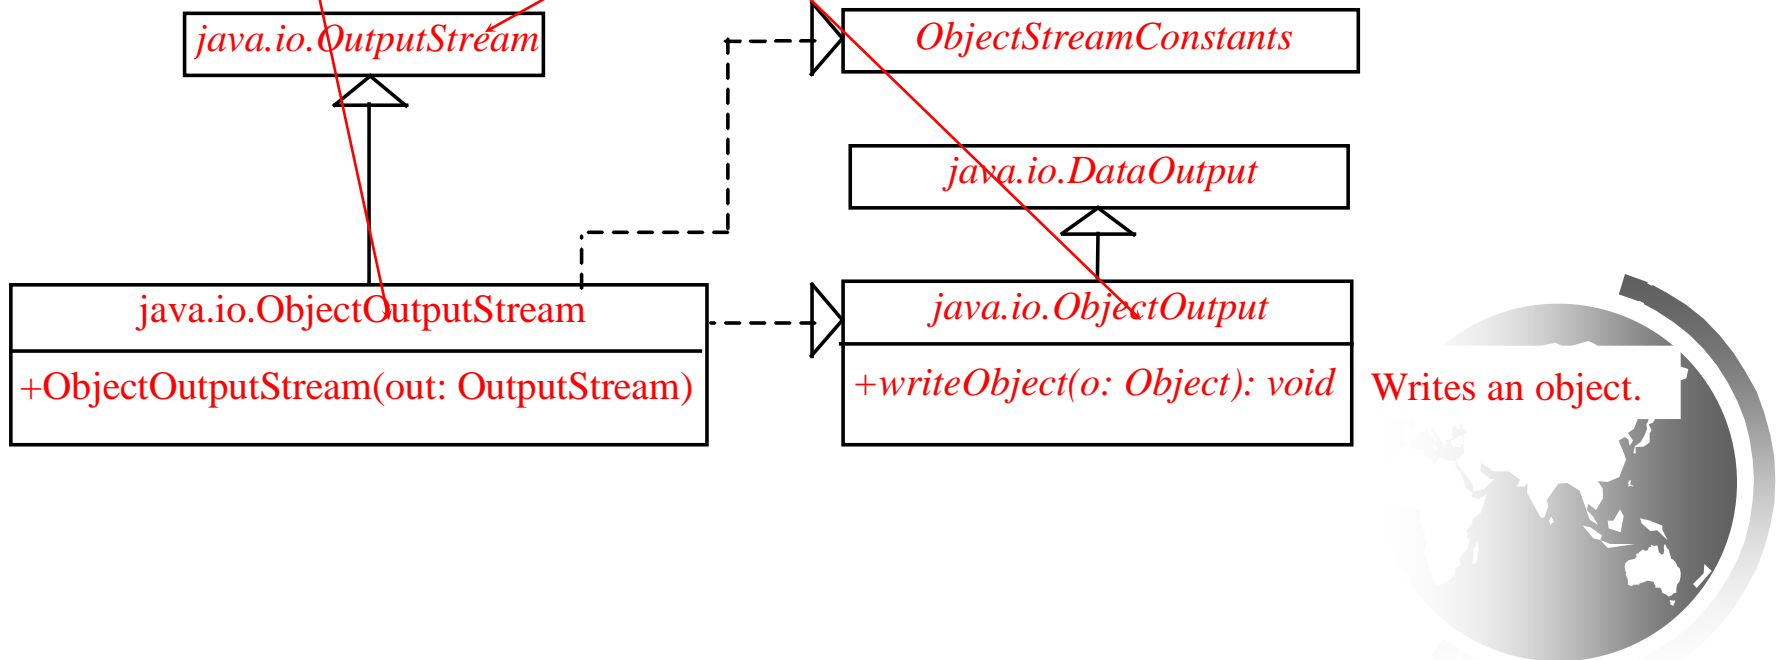 java.io.OutputStream
ObjectStreamConstants
java.io.DataOutput
java.io.ObjectOutputStream
+ObjectOutputStream(out: OutputStream)
java.io.ObjectOutput
+writeObject(o: Object): void
Writes an object.